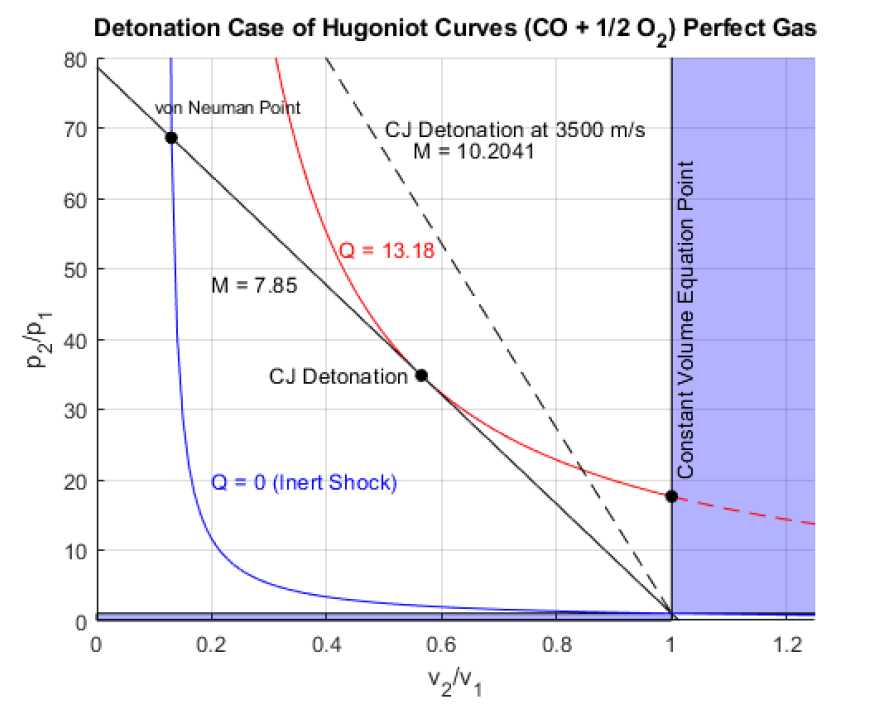 Detonation Case of Hugoniot Curves (CO + 1/2 O₂) Perfect Gas
80
70
60
50
40
30
20
10
0
p₂/p₁
von Neuman Point
CJ Detonation at 3500 m/s
M = 10.2041
Q = 13.18
M = 7.85
CJ Detonation
Q = 0 (Inert Shock)
Constant Volume Equation Point
0
0.2
0.4
0.6
0.8
1
1.2
v₂/v₁